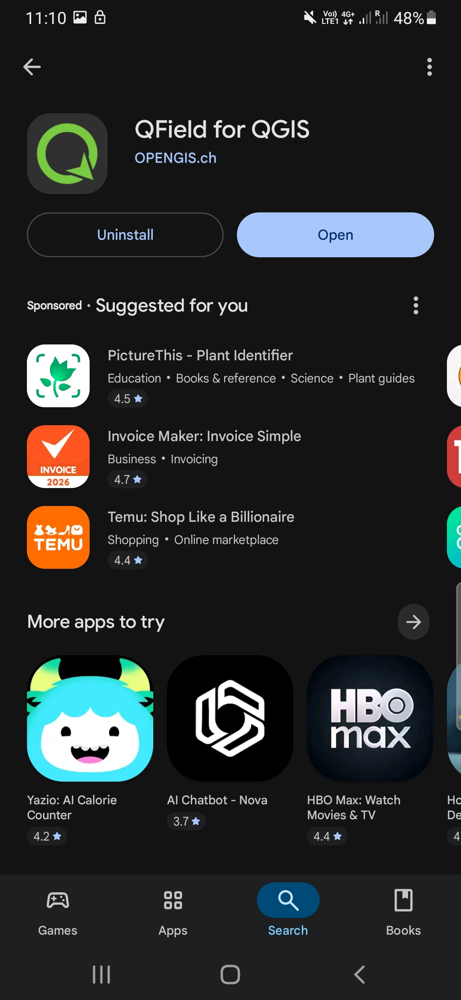 11:10
Vo)) 4G+ R 48%
LTE1
QField for QGIS
OPENGIS.ch
Uninstall
Open
Sponsored · Suggested for you
PictureThis - Plant Identifier
Education • Books & reference • Science • Plant guides
4.5
INVOICE
2026
Invoice Maker: Invoice Simple
Business • Invoicing
4.7
TEMU
Temu: Shop Like a Billionaire
Shopping • Online marketplace
4.4
More apps to try
HBO
max
Yazio: AI Calorie
Counter
4.2
AI Chatbot - Nova
3.7
HBO Max: Watch
Movies & TV
4.4
Ho
De
4
Games
Apps
Search
Books